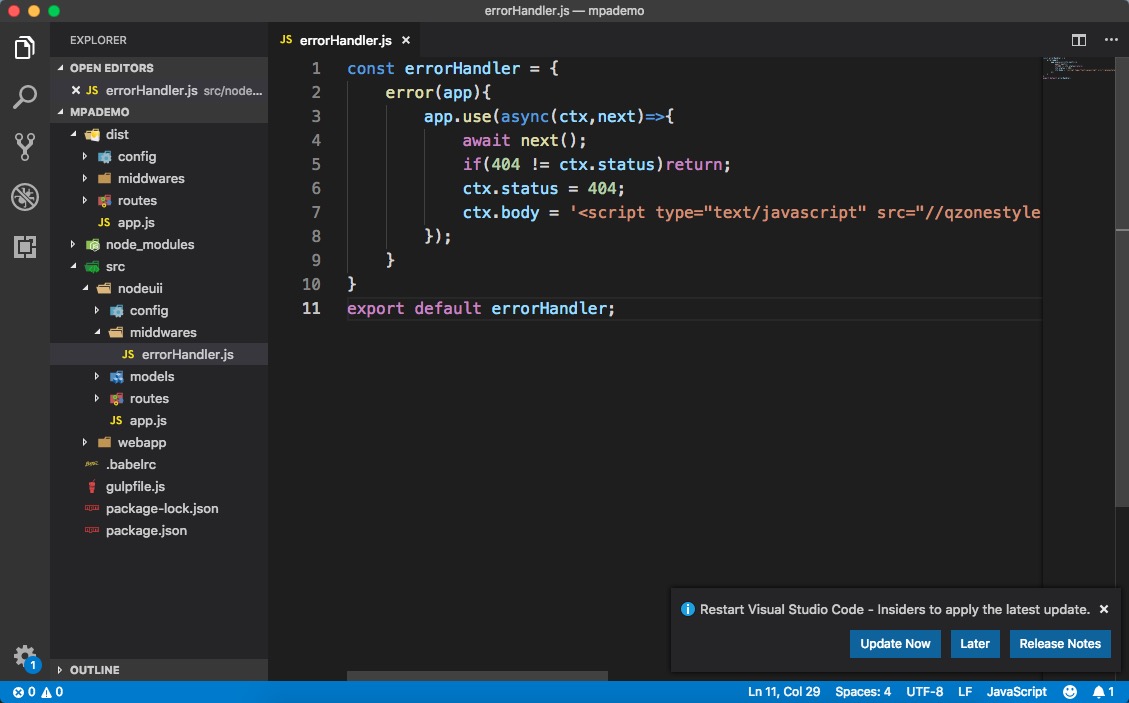 errorHandler.js — mpademo
EXPLORER
OPEN EDITORS
JS errorHandler.js src/node...
MPADEMO
dist
config
middwares
routes
JS app.js
node_modules
src
nodeuii
config
middwares
JS errorHandler.js
models
routes
JS app.js
webapp
.babelrc
gulpfile.js
package-lock.json
package.json
OUTLINE
1
JS errorHandler.js
1 const errorHandler = {
2 error(app){
3 app.use(async(ctx,next)=>{
4 await next();
5 if(404 != ctx.status)return;
6 ctx.status = 404;
7 ctx.body = '<script type="text/javascript" src="//qzonestyle
8 });
9 }
10 }
11 export default errorHandler;
Restart Visual Studio Code - Insiders to apply the latest update.
Update Now Later Release Notes
0 0 Ln 11, Col 29 Spaces: 4 UTF-8 LF JavaScript 1